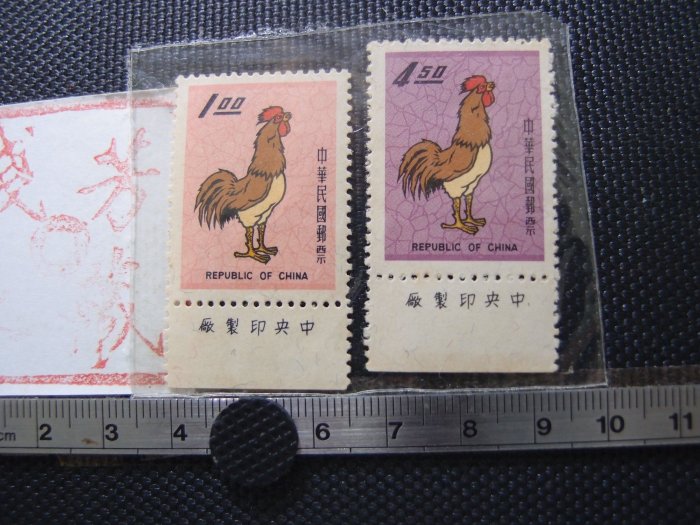 1.00
中華民國郵票
REPUBLIC OF CHINA
廠製印央中
4.50
中華民國郵票
REPUBLIC OF CHINA
廠製印央中
cm 2 3 4 6 7 8 9 10 11